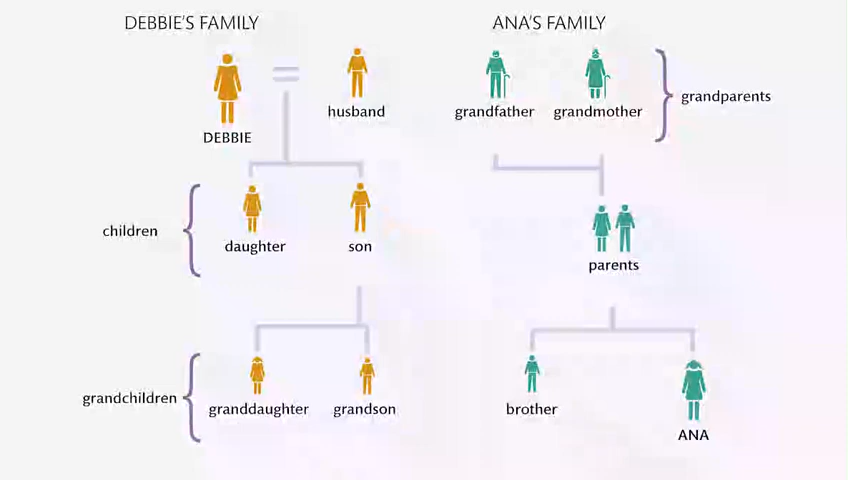 DEBBIE'S FAMILY
ANA'S FAMILY
DEBBIE
husband
grandfather
grandmother
grandparents
children
daughter
son
parents
grandchildren
granddaughter
grandson
brother
ANA